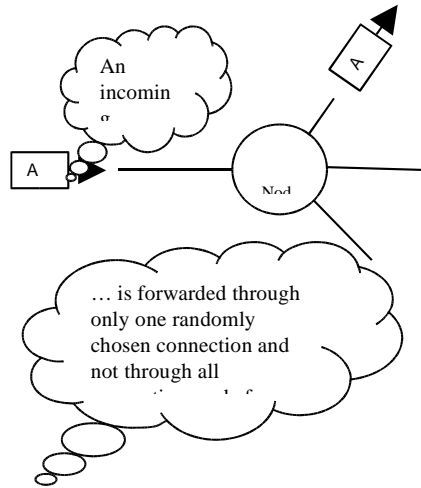 An
incomin
A
A
… is forwarded through
only one randomly
chosen connection and
not through all